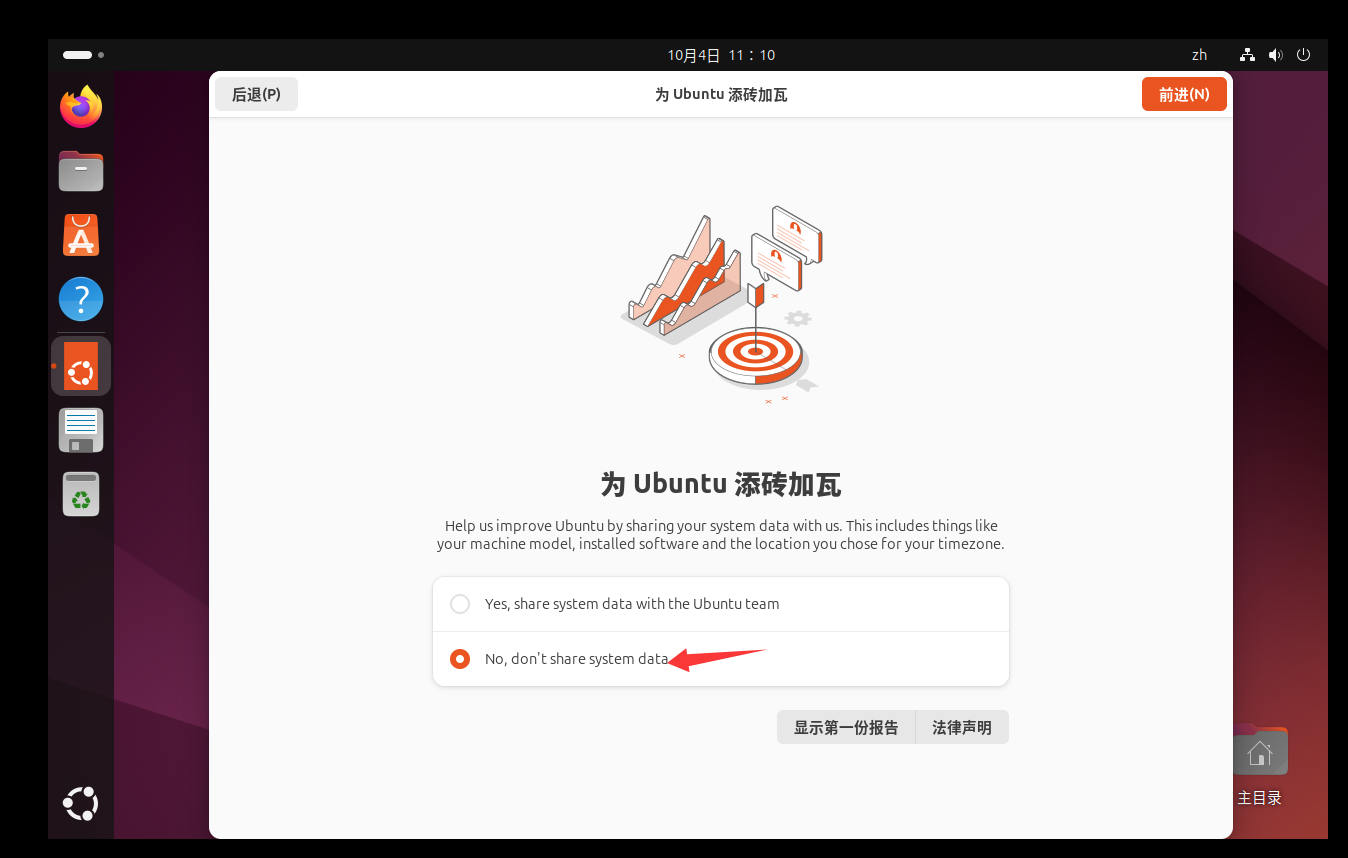 10月4日 11：10
zh
后退(P)
为 Ubuntu 添砖加瓦
前进(N)
为 Ubuntu 添砖加瓦
Help us improve Ubuntu by sharing your system data with us. This includes things like
your machine model, installed software and the location you chose for your timezone.
Yes, share system data with the Ubuntu team
No, don't share system data
显示第一份报告
法律声明
主目录